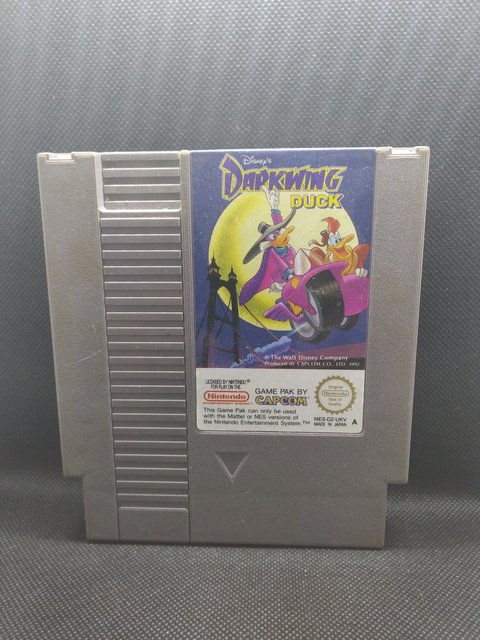 Disney's
DARKWING
DUCK
© The Walt Disney Company
Produced by CAPCOM CO., LTD. 1992
LICENSED BY NINTENDO®
FOR PLAY ON THE
Nintendo
GAME PAK BY
CAPCOM
This Game Pak can only be used
with the Mattel or NES versions of
the Nintendo Entertainment System.™
Original
Nintendo
Seal of
Quality
NES-DZ-UKV
MADE IN JAPAN
A